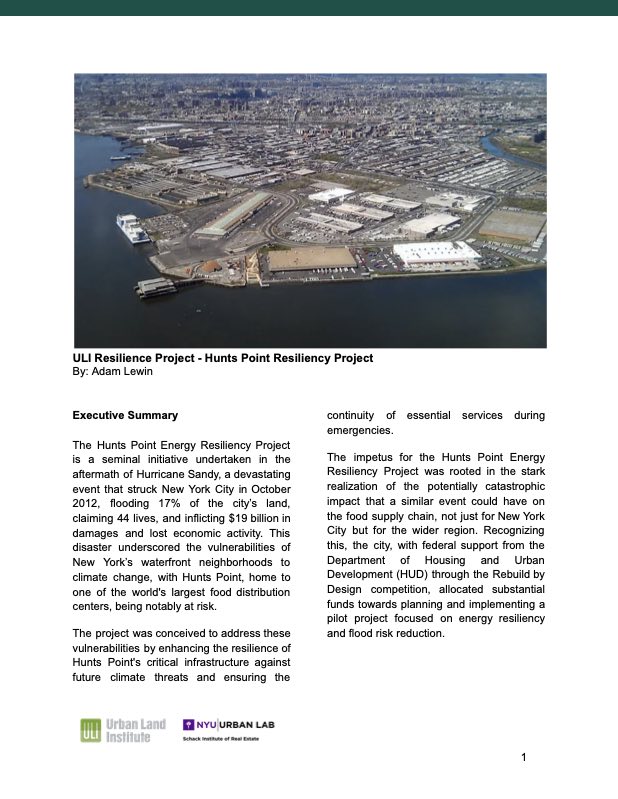 ULI Resilience Project - Hunts Point Resiliency Project
By: Adam Lewin
Executive Summary
The Hunts Point Energy Resiliency Project
is a seminal initiative undertaken in the
aftermath of Hurricane Sandy, a devastating
event that struck New York City in October
2012, flooding 17% of the city's land,
claiming 44 lives, and inflicting $19 billion in
damages and lost economic activity. This
disaster underscored the vulnerabilities of
New York's waterfront neighborhoods to
climate change, with Hunts Point, home to
one of the world's largest food distribution
centers, being notably at risk.
The project was conceived to address these
vulnerabilities by enhancing the resilience of
Hunts Point's critical infrastructure against
future climate threats and ensuring the
continuity of essential services during
emergencies.
The impetus for the Hunts Point Energy
Resiliency Project was rooted in the stark
realization of the potentially catastrophic
impact that a similar event could have on
the food supply chain, not just for New York
City but for the wider region. Recognizing
this, the city, with federal support from the
Department of Housing and Urban
Development (HUD) through the Rebuild by
Design competition, allocated substantial
funds towards planning and implementing a
pilot project focused on energy resiliency
and flood risk reduction.
ULI Urban Land
Institute
NYU|URBAN LAB
Schack Institute of Real Estate
1